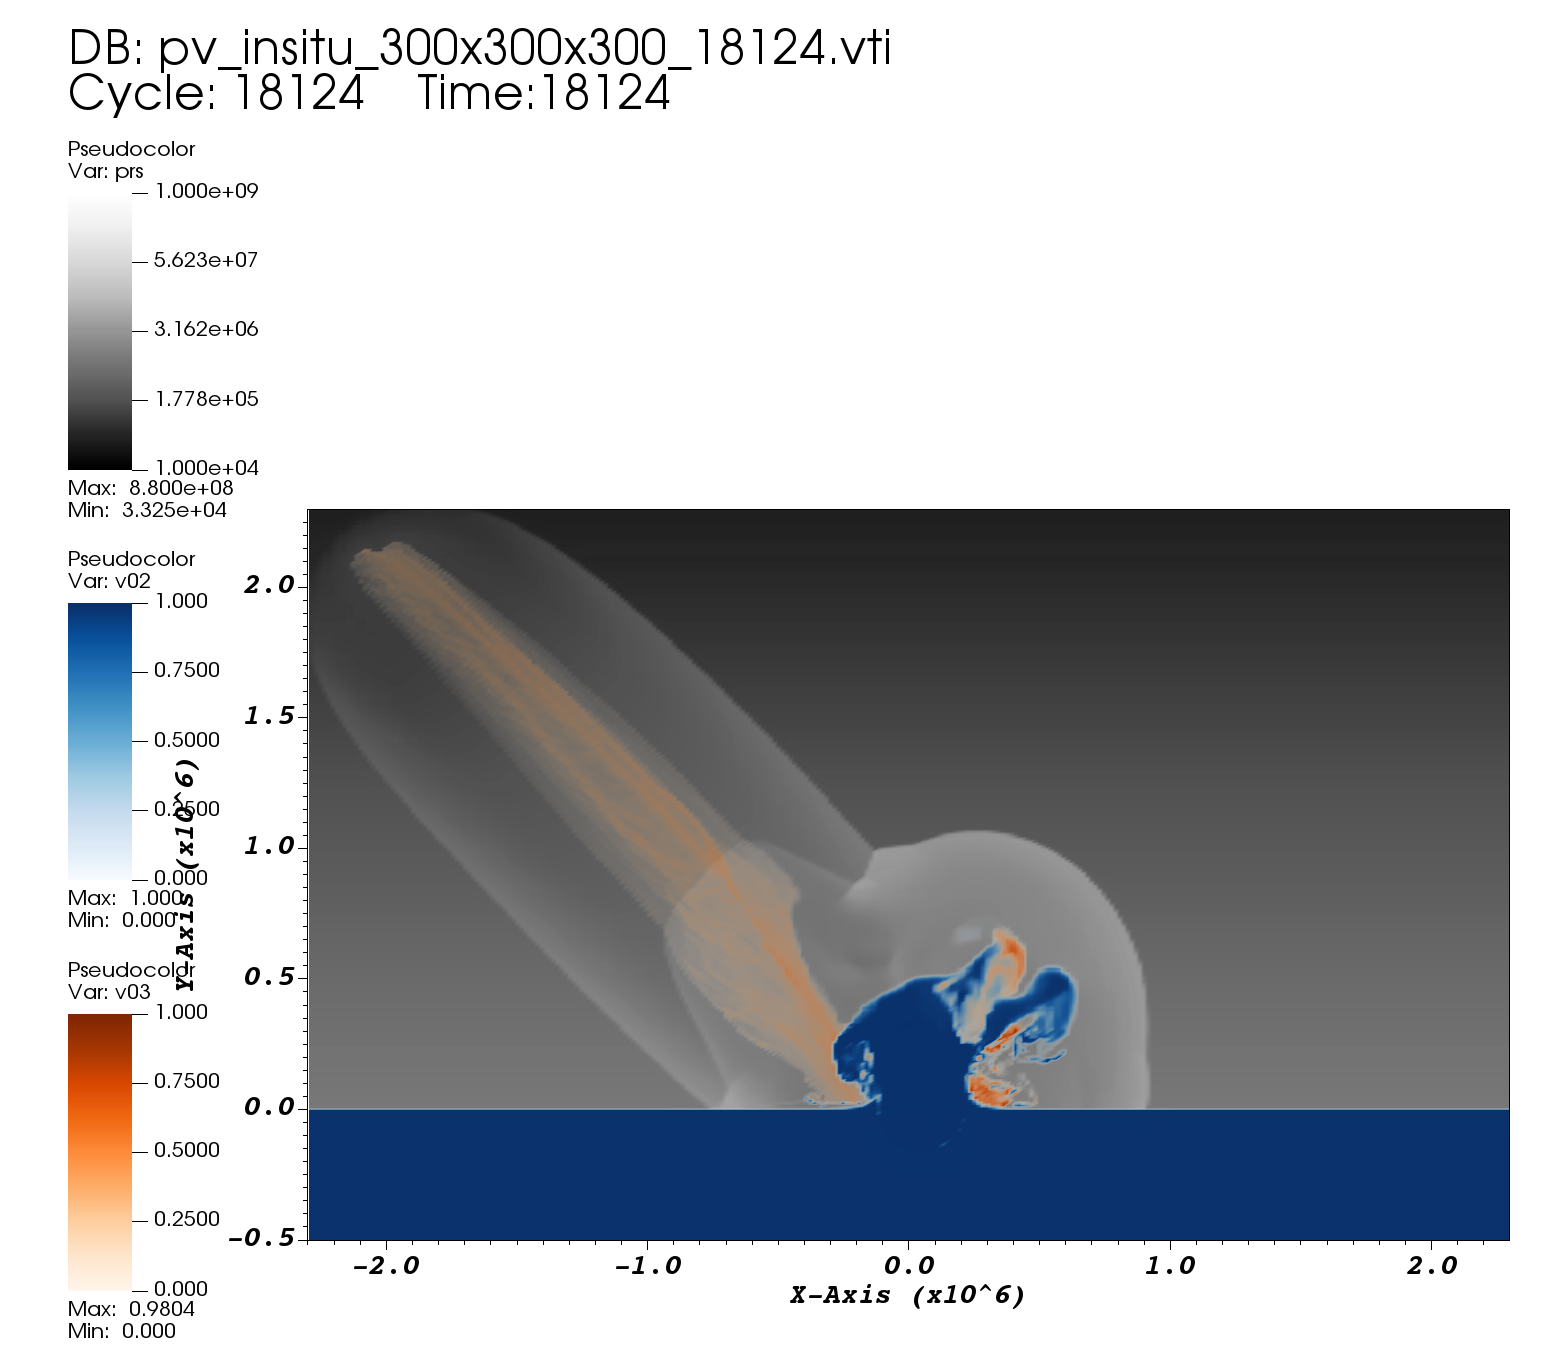 DB: pv_insitu_300x300x300_18124.vti
Cycle: 18124 Time:18124
Pseudocolor
Var: prs
1.000e+09
5.623e+07
3.162e+06
1.778e+05
1.000e+04
Max: 8.800e+08
Min: 3.325e+04
Pseudocolor
Var: v02
1.000
0.7500
0.5000
0.2500
0.000
Max: 1.000
Min: 0.000
Pseudocolor
Var: v03
1.000
0.7500
0.5000
0.2500
0.000
Max: 0.9804
Min: 0.000
Y-Axis (x10^6)
2.0
1.5
1.0
0.5
0.0
-0.5
-2.0 -1.0 0.0 1.0 2.0
X-Axis (x10^6)